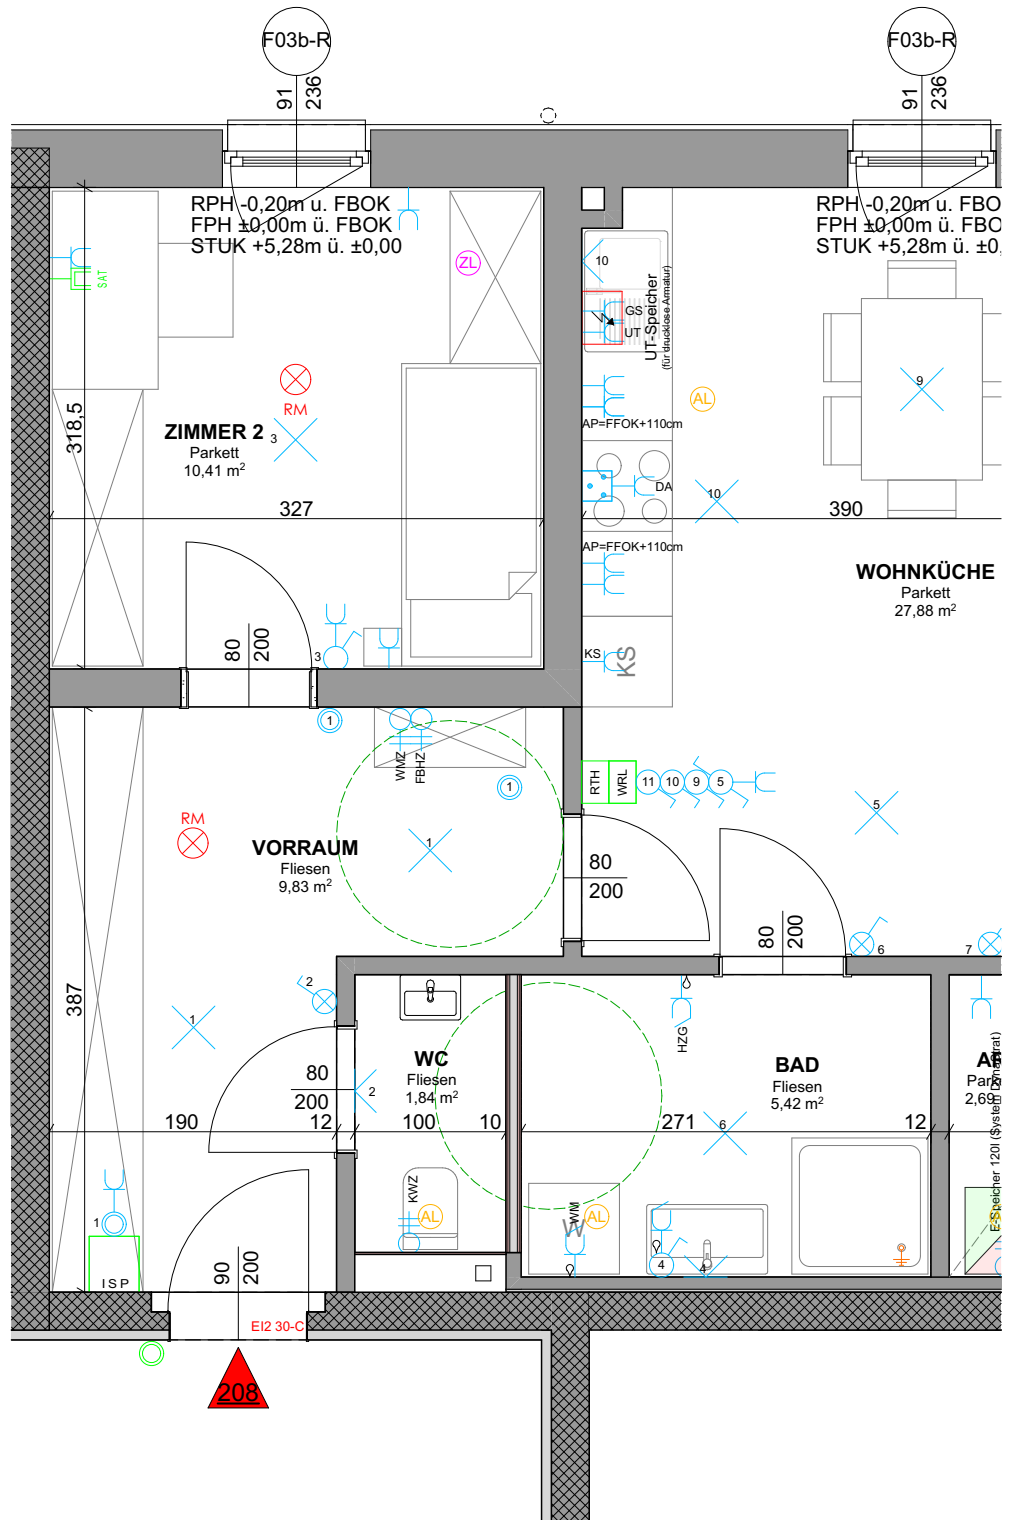 F03b-R
F03b-R
91
236
91
236
RPH -0,20m u. FBOK
FPH ±0,00m ü. FBOK
STUK +5,28m ü. ±0,00
RPH -0,20m u. FBO
FPH ±0,00m ü. FBO
STUK +5,28m ü. ±0,
SAT
ZL
10
GS
UT
UT-Speicher
(für drucklose Armatur)
RM
AL
9
318,5
ZIMMER 2
Parkett
10,41 m²
3
AP=FFOK+110cm
DA
10
327
390
AP=FFOK+110cm
WOHNKÜCHE
Parkett
27,88 m²
80
200
3
KS
KS
1
WMZ
FBHZ
1
RTH
WRL
11
10
9
5
5
RM
VORRAUM
Fliesen
9,83 m²
1
80
200
80
200
6
7
387
2
1
WC
Fliesen
1,84 m²
HZG
BAD
Fliesen
5,42 m²
6
Park
2,69
E-Speicher 120l (System Dynastrat)
80
200
2
190
12
100
10
271
12
KWZ
AL
WM
W
AL
1
ISP
4
4
90
200
EI2 30-C
208